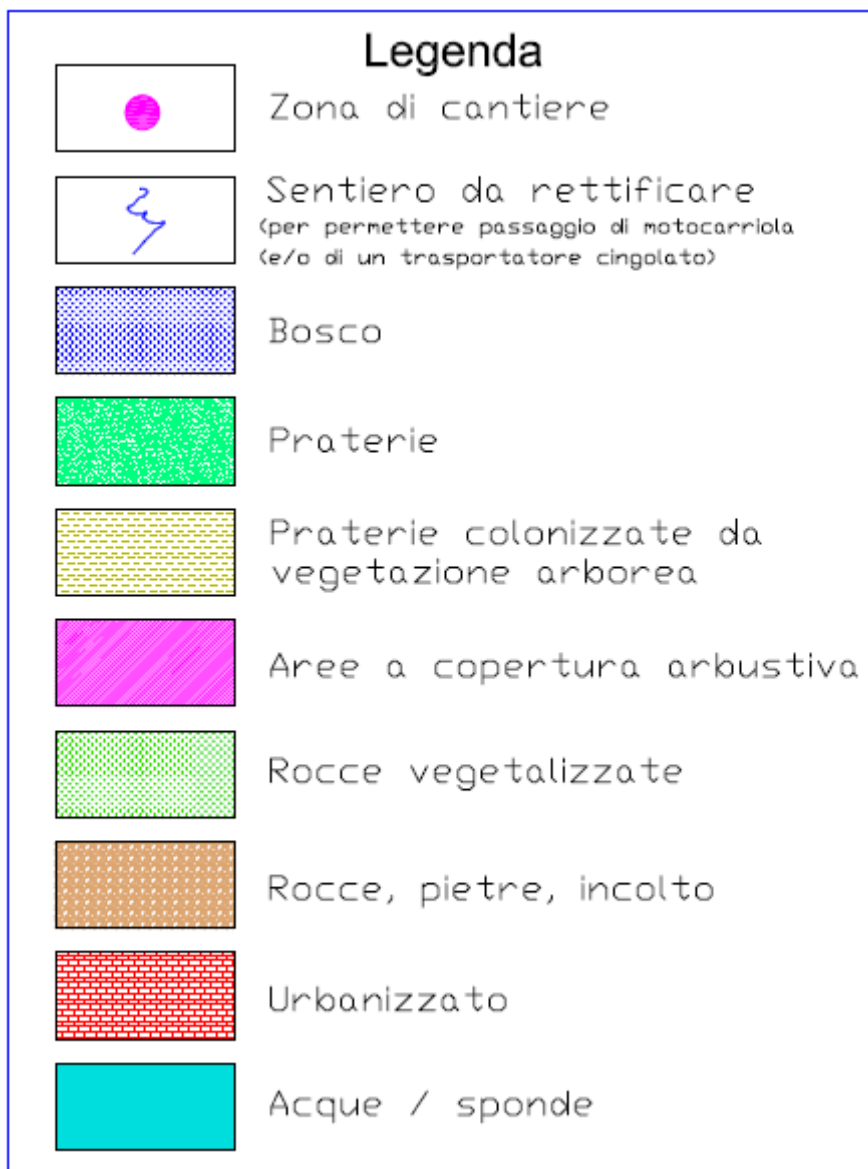 Legenda
Zona di cantiere
Sentiero da rettificare
(per permettere passaggio di motocarriola
(e/o di un trasportatore cingolato)
Bosco
Praterie
Praterie colonizzate da
vegetazione arborea
Aree a copertura arbustiva
Rocce vegetalizzate
Rocce, pietre, incolto
Urbanizzato
Acque / sponde